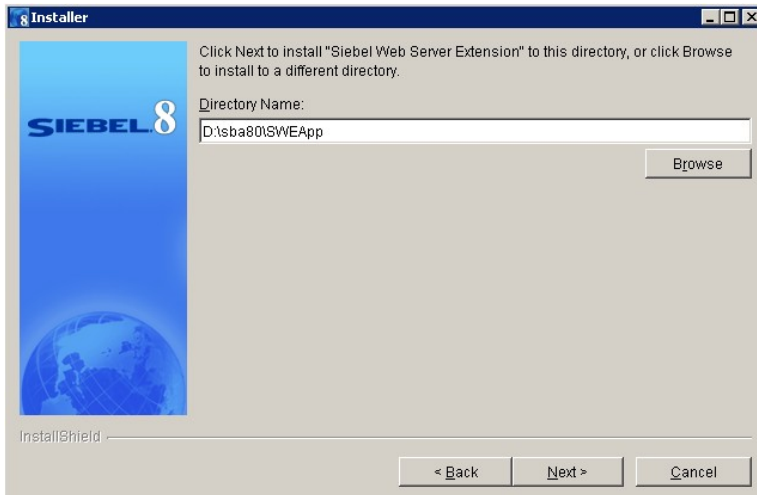 8 Installer
Click Next to install "Siebel Web Server Extension" to this directory, or click Browse
to install to a different directory.
SIEBEL.8
Directory Name:
D:\sba80\SWEApp
Browse
InstallShield
< Back
Next >
Cancel